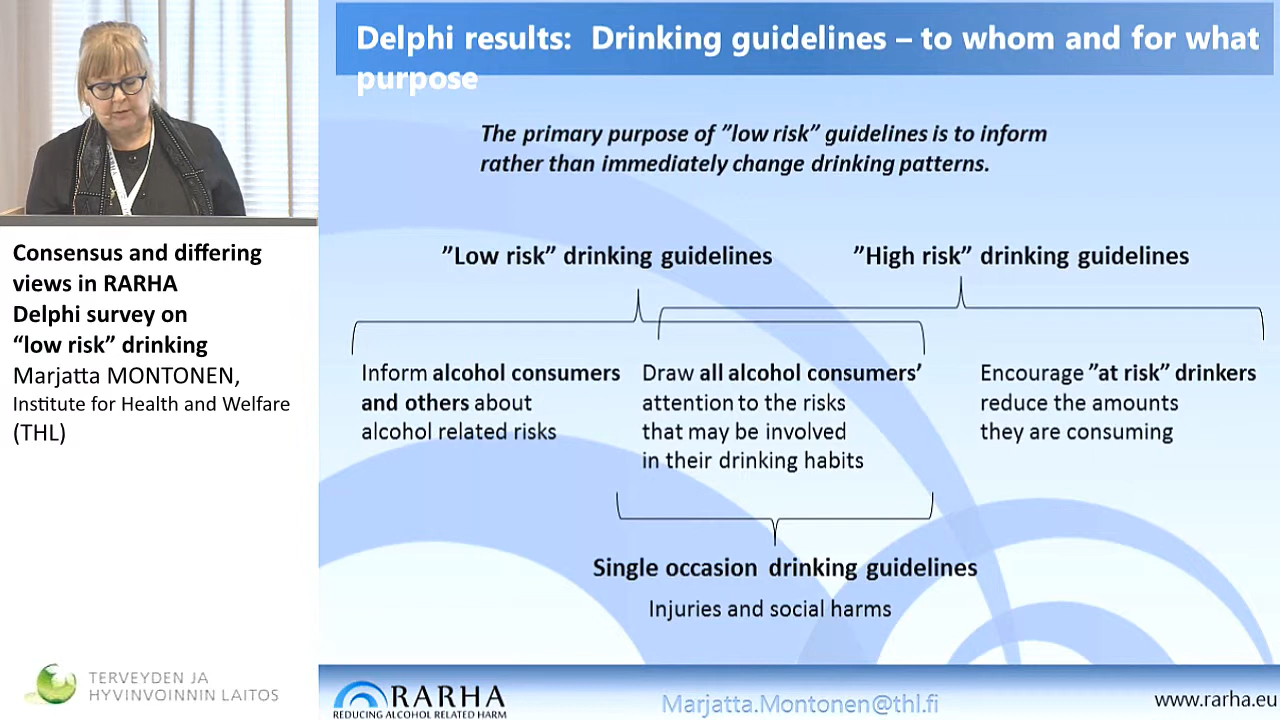 Delphi results: Drinking guidelines – to whom and for what
purpose
The primary purpose of ”low risk” guidelines is to inform
rather than immediately change drinking patterns.
”Low risk” drinking guidelines
”High risk” drinking guidelines
Inform alcohol consumers
and others about
alcohol related risks
Draw all alcohol consumers’
attention to the risks
that may be involved
in their drinking habits
Encourage ”at risk” drinkers
reduce the amounts
they are consuming
Single occasion drinking guidelines
Injuries and social harms
Consensus and differing
views in RARHA
Delphi survey on
“low risk” drinking
Marjatta MONTONEN,
Institute for Health and Welfare
(THL)
TERVEYDEN JA
HYVINVOINNIN LAITOS
RARHA
REDUCING ALCOHOL RELATED HARM
Marjatta.Montonen@thl.fi
www.rarha.eu